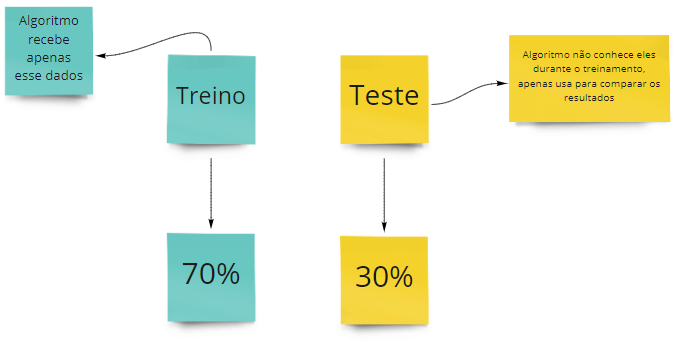 Algoritmo
recebe
apenas
esse dados
Treino
Teste
Algoritmo não conhece eles
durante o treinamento,
apenas usa para comparar os
resultados
70%
30%